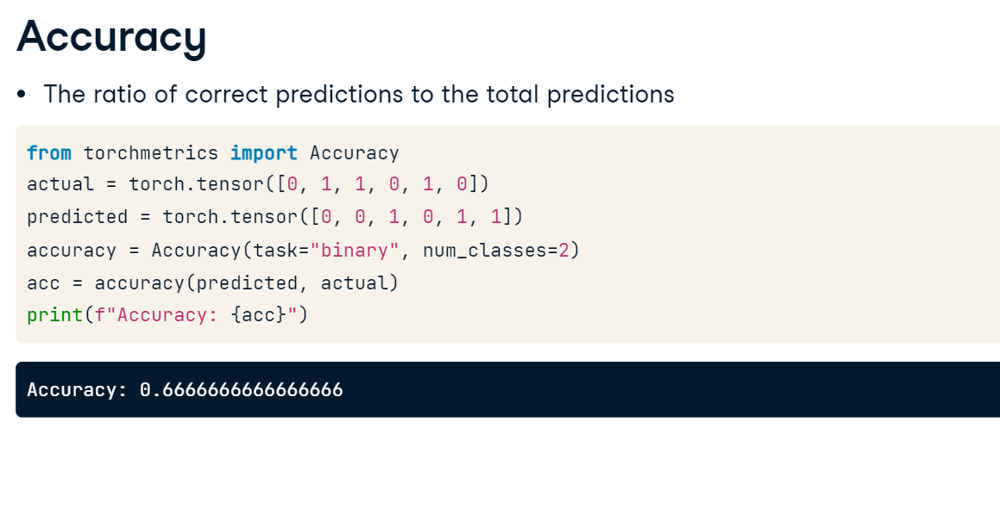 Accuracy
• The ratio of correct predictions to the total predictions
from torchmetrics import Accuracy
actual = torch.tensor([0, 1, 1, 0, 1, 0])
predicted = torch.tensor([0, 0, 1, 0, 1, 1])
accuracy = Accuracy(task="binary", num_classes=2)
acc = accuracy(predicted, actual)
print(f"Accuracy: {acc}")
Accuracy: 0.6666666666666666